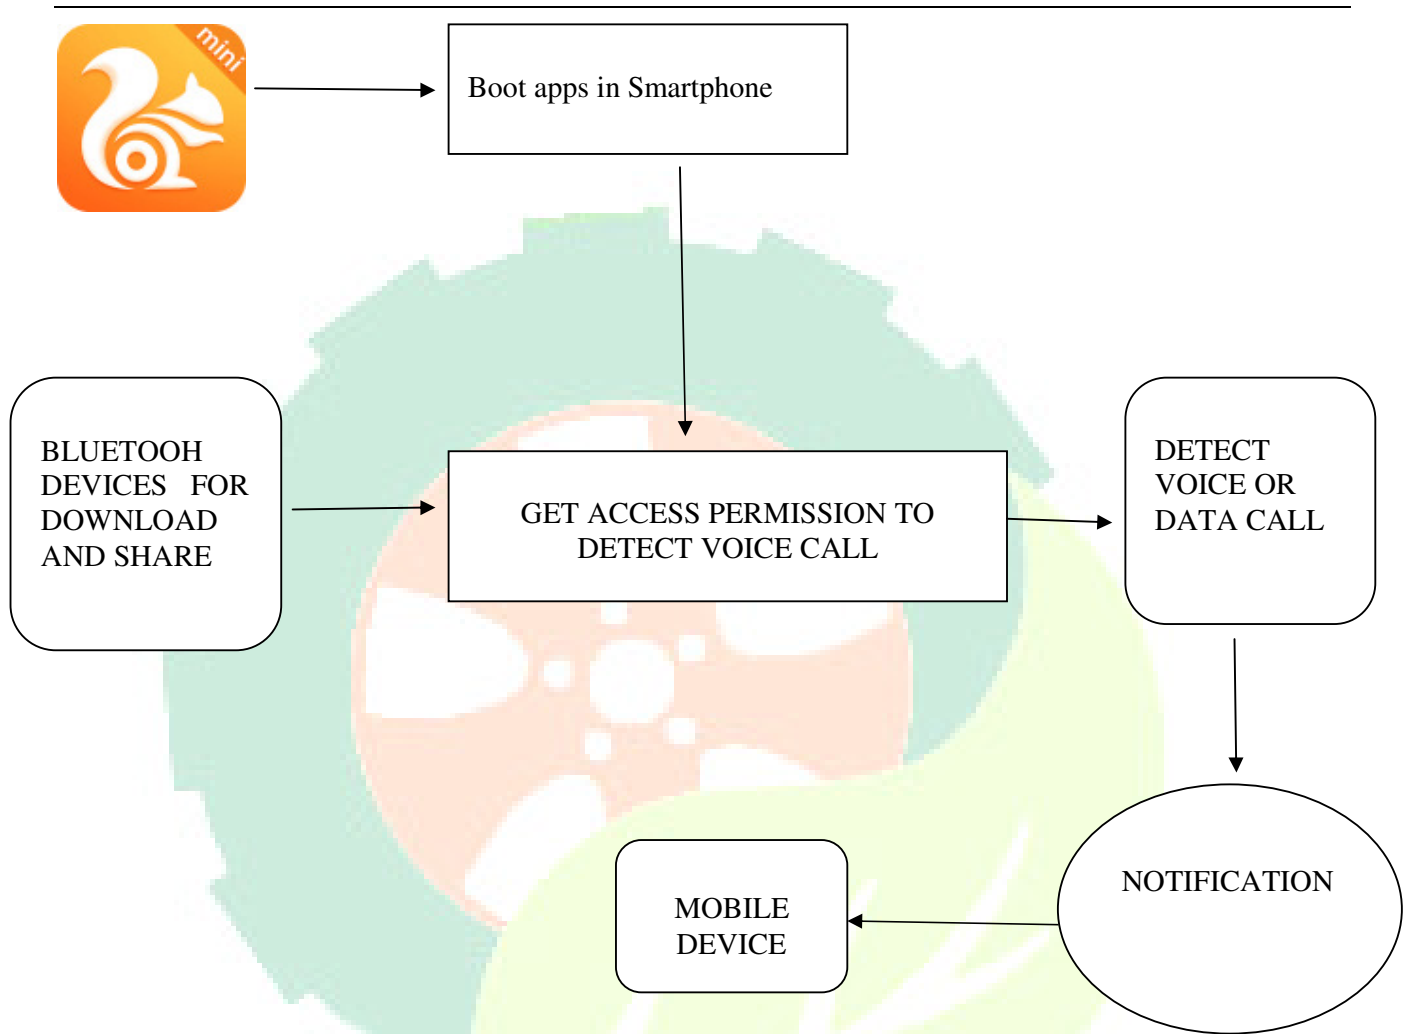 mini
Boot apps in Smartphone
BLUETOOH
DEVICES FOR
DOWNLOAD
AND SHARE
GET ACCESS PERMISSION TO
DETECT VOICE CALL
DETECT
VOICE OR
DATA CALL
NOTIFICATION
MOBILE
DEVICE